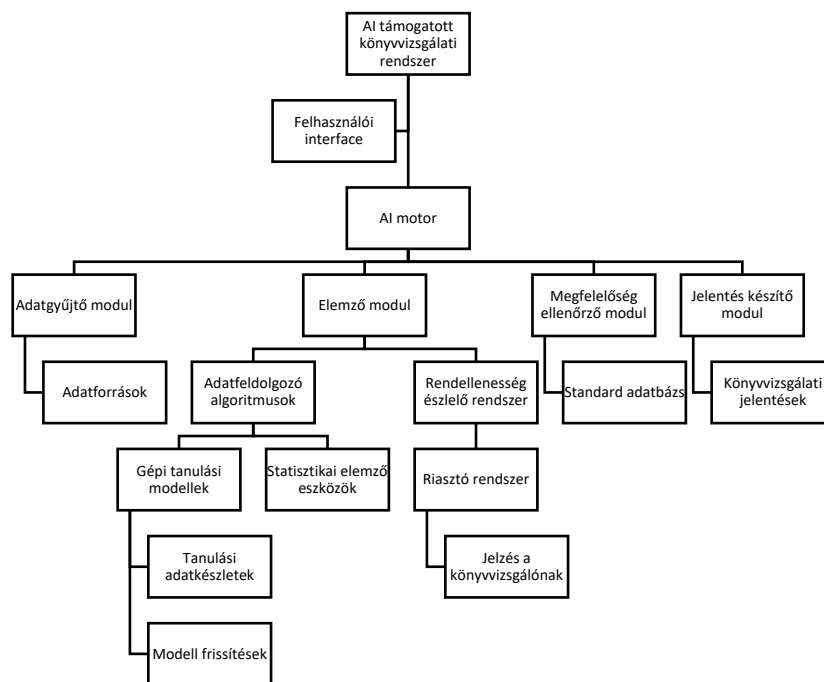 AI támogatott
könyvvizsgálati
rendszer
Felhasználói
interface
AI motor
Adatgyűjtő modul
Elemző modul
Megfelelőség
ellenőrző modul
Jelentés készítő
modul
Adatforrások
Adatfeldolgozó
algoritmusok
Rendellenesség
észlelő rendszer
Standard adatbázs
Könyvvizsgálati
jelentések
Gépi tanulási
modellek
Statisztikai elemző
eszközök
Riasztó rendszer
Tanulási
adatkészletek
Jelzés a
könyvvizsgálónak
Modell frissítések